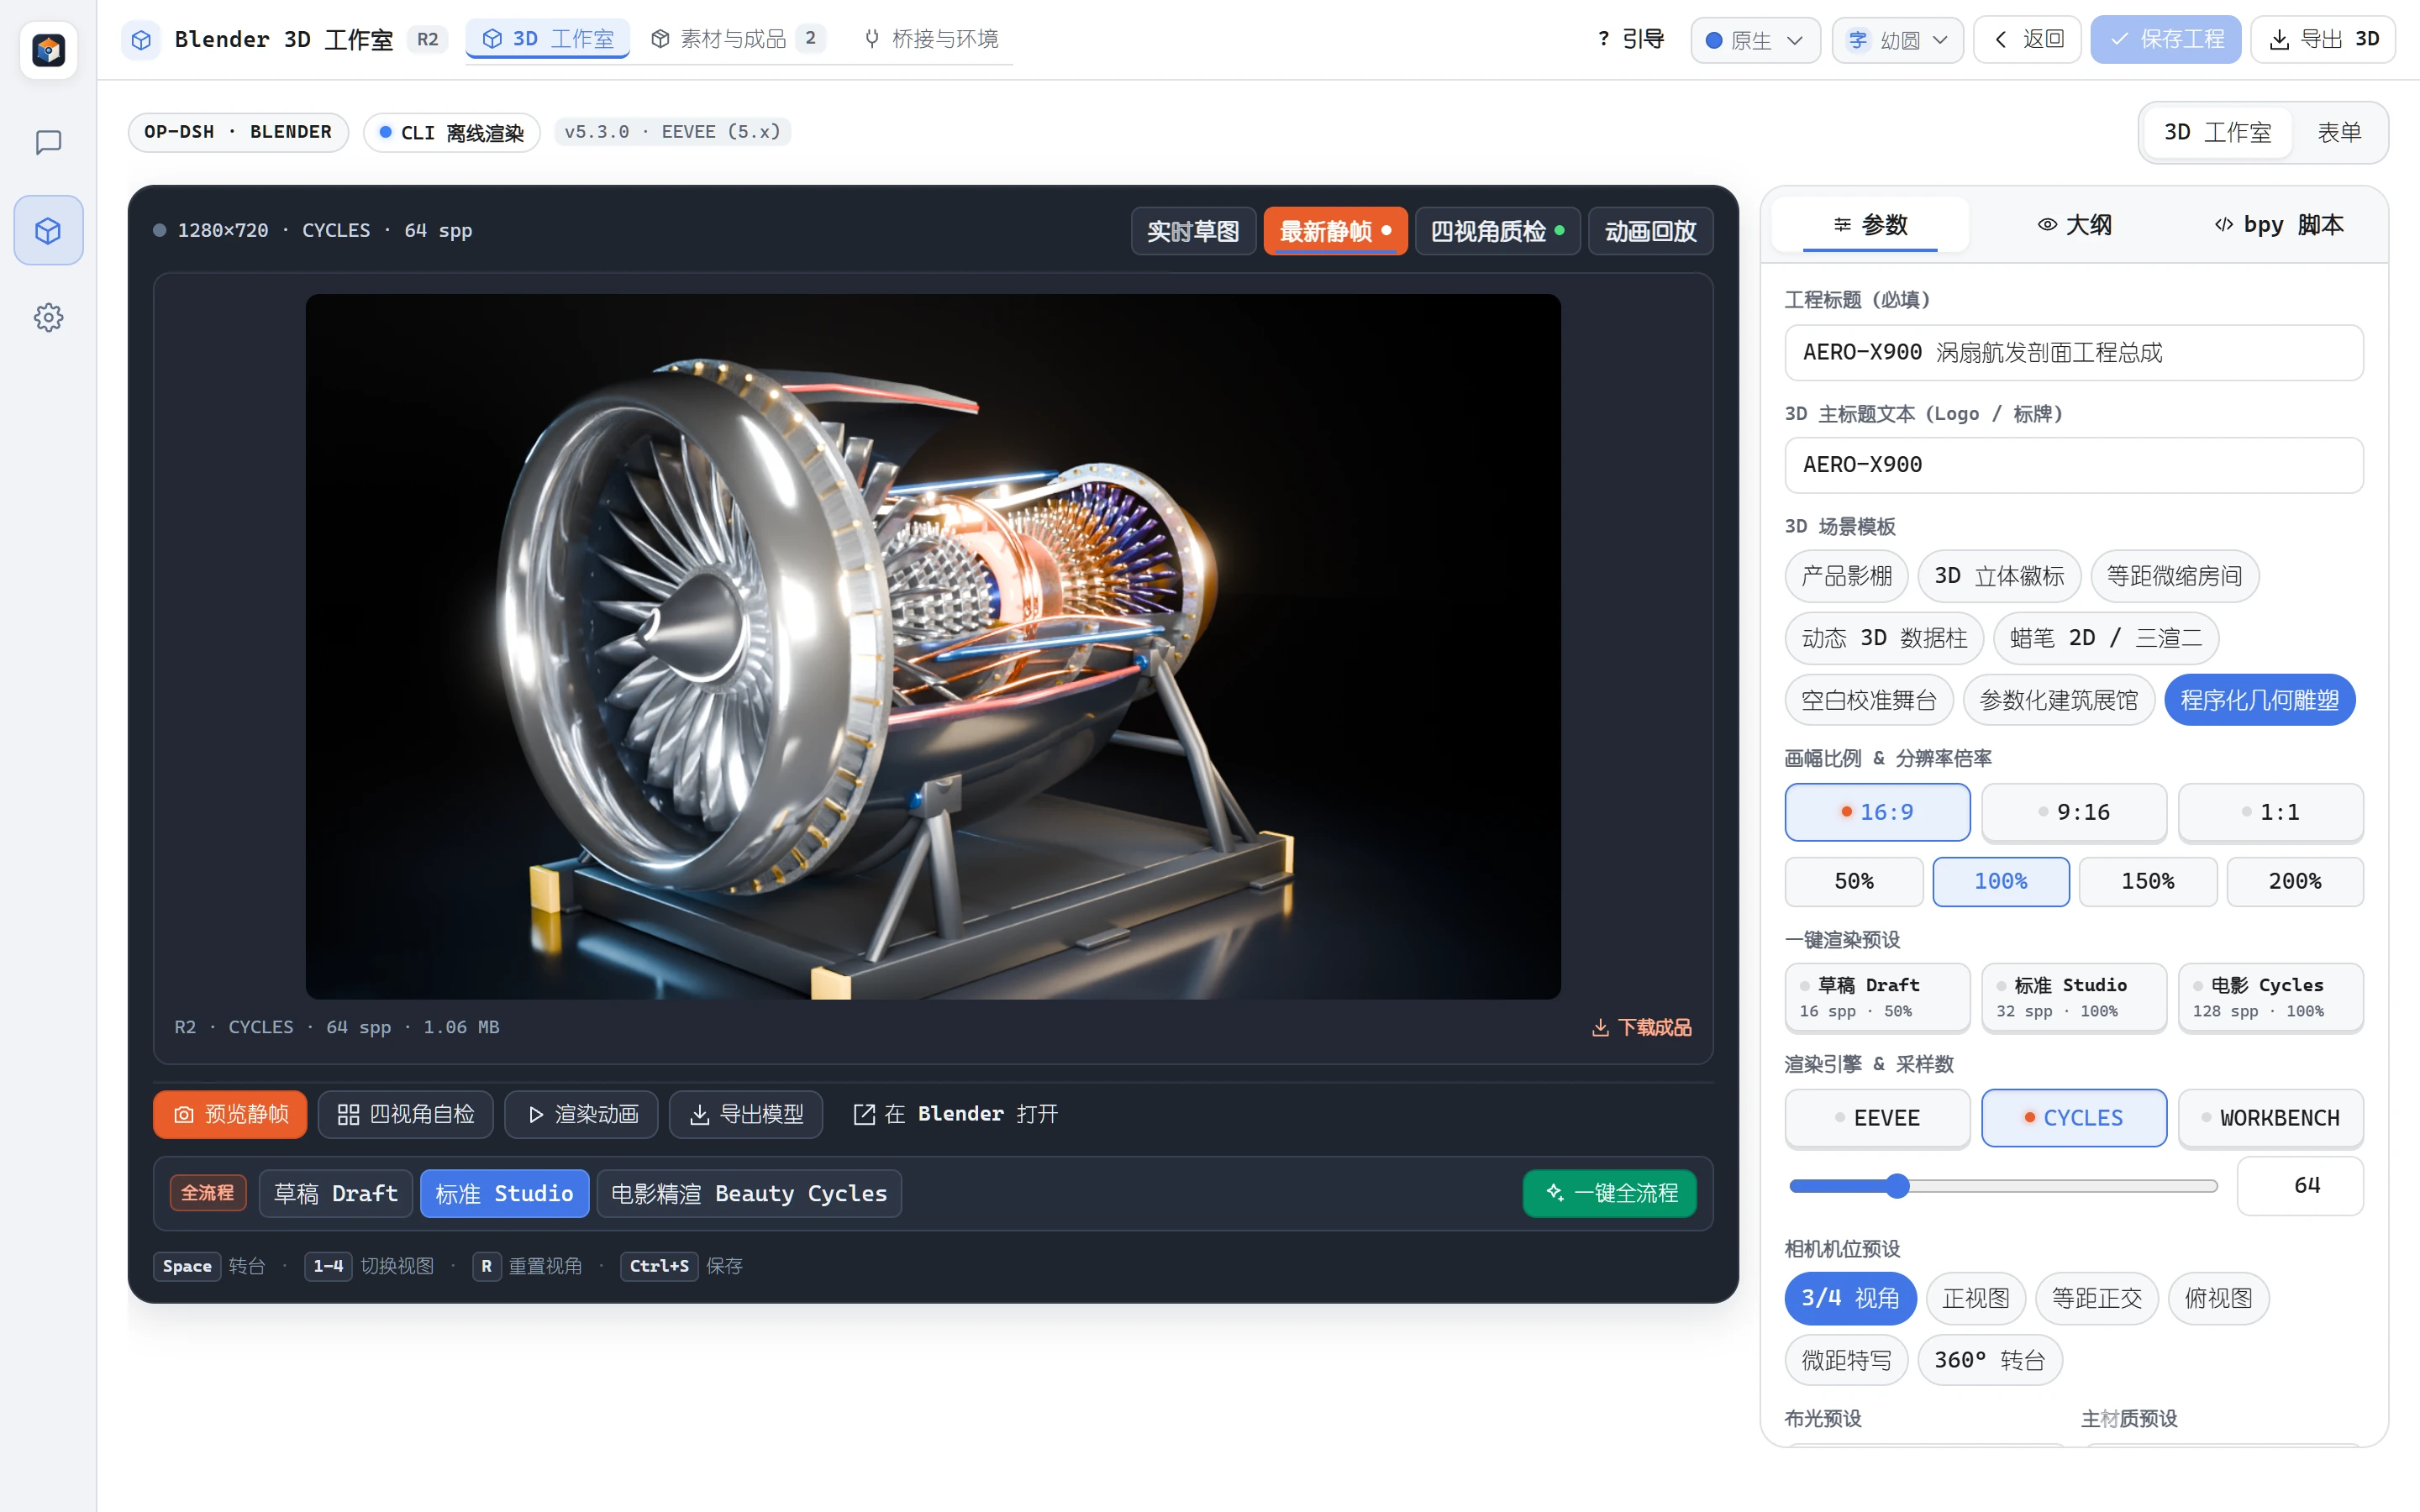 Blender 3D 工作室 R2 3D 工作室 素材与成品 2 桥接与环境 ? 引导 原生 字 幼圆 返回 保存工程 导出 3D
OP-DSH · BLENDER CLI 离线渲染 v5.3.0 · EEVEE (5.x) 3D 工作室 表单
1280×720 · CYCLES · 64 spp 实时草图 最新静帧 四视角质检 动画回放
R2 · CYCLES · 64 spp · 1.06 MB 下载成品
预览静帧 四视角自检 渲染动画 导出模型 在 Blender 打开
全流程 草稿 Draft 标准 Studio 电影精渲 Beauty Cycles 一键全流程
Space 转台 · 1-4 切换视图 · R 重置视角 · Ctrl+S 保存
参数 大纲 bpy 脚本
工程标题 (必填)
AERO-X900 涡扇航发剖面工程总成
3D 主标题文本 (Logo / 标牌)
AERO-X900
3D 场景模板
产品影棚 3D 立体徽标 等距微缩房间
动态 3D 数据柱 蜡笔 2D / 三渲二
空白校准舞台 参数化建筑展馆 程序化几何雕塑
画幅比例 & 分辨率倍率
16:9 9:16 1:1
50% 100% 150% 200%
一键渲染预设
草稿 Draft 标准 Studio 电影 Cycles
16 spp · 50% 32 spp · 100% 128 spp · 100%
渲染引擎 & 采样数
EEVEE CYCLES WORKBENCH
64
相机机位预设
3/4 视角 正视图 等距正交 俯视图
微距特写 360° 转台
布光预设 主材质预设